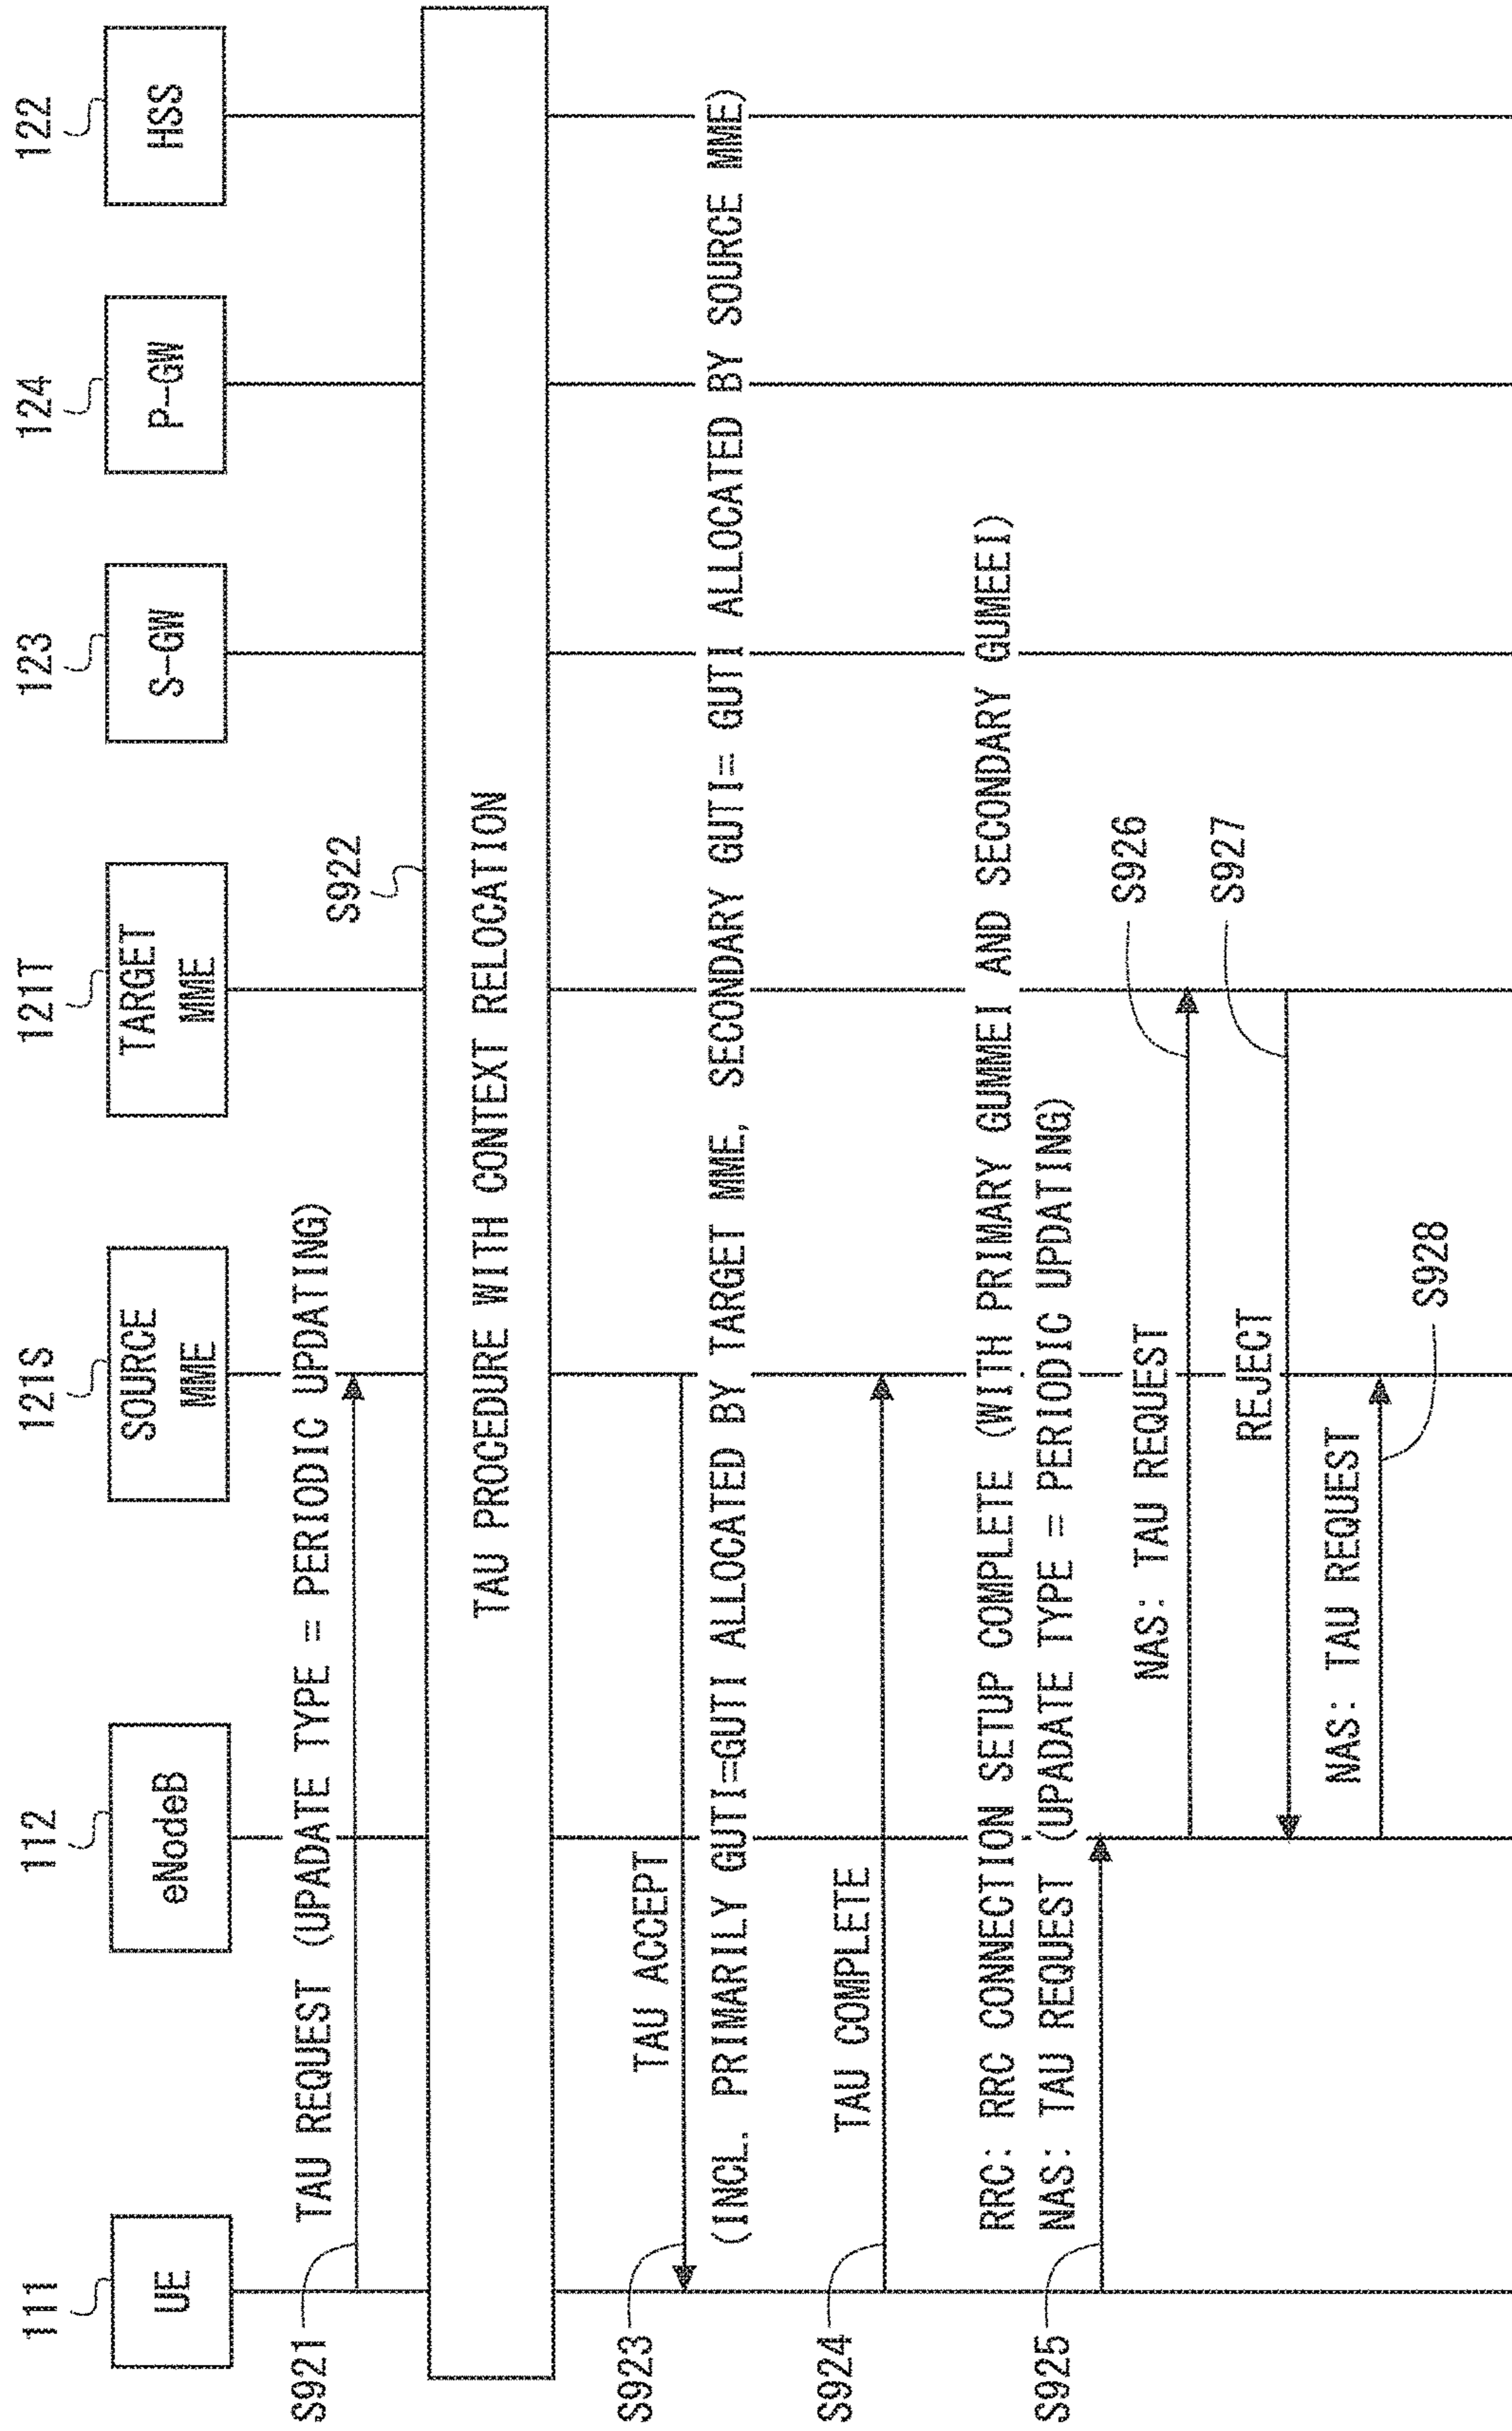 111
112
121S
121T
123
124
122
UE
eNodeB
SOURCE
MME
TARGET
MME
S-GW
P-GW
HSS
S921
TAU REQUEST (UPADATE TYPE = PERIODIC UPDATING)
S922
TAU PROCEDURE WITH CONTEXT RELOCATION
S923
TAU ACCEPT
(INCL. PRIMARILY GUTI=GUTI ALLOCATED BY TARGET MME, SECONDARY GUTI= GUTI ALLOCATED BY SOURCE MME)
S924
TAU COMPLETE
RRC: RRC CONNECTION SETUP COMPLETE (WITH PRIMARY GUMMEI AND SECONDARY GUMEEI)
NAS: TAU REQUEST (UPADATE TYPE = PERIODIC UPDATING)
S925
NAS: TAU REQUEST
S926
REJECT
S927
NAS: TAU REQUEST
S928